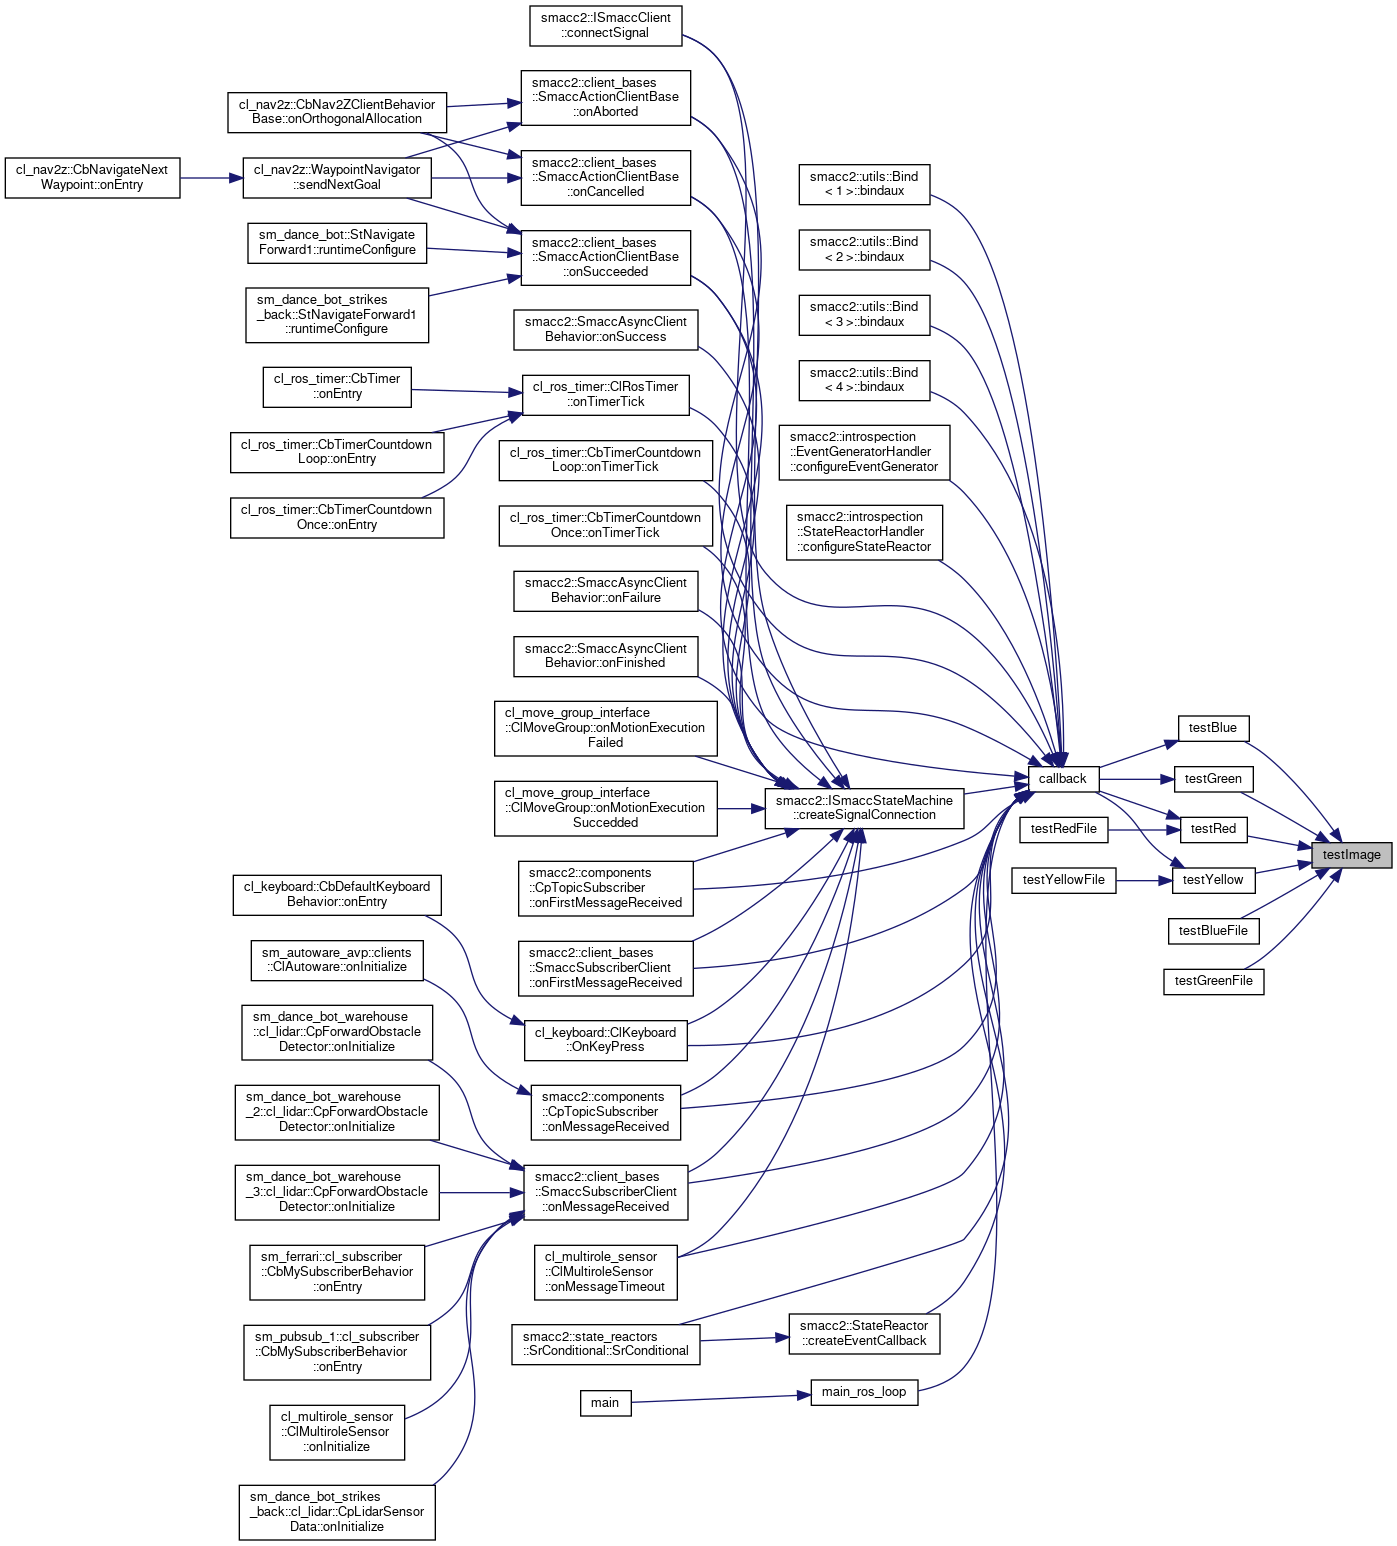 smacc2::ISmaccClient
::connectSignal
smacc2::client_bases
::SmaccActionClientBase
::onAborted
cl_nav2z::CbNav2ZClientBehavior
Base::onOrthogonalAllocation
smacc2::client_bases
::SmaccActionClientBase
::onCancelled
cl_nav2z::CbNavigateNext
Waypoint::onEntry
cl_nav2z::WaypointNavigator
::sendNextGoal
smacc2::utils::Bind
< 1 >::bindaux
sm_dance_bot::StNavigate
Forward1::runtimeConfigure
smacc2::client_bases
::SmaccActionClientBase
::onSucceeded
smacc2::utils::Bind
< 2 >::bindaux
sm_dance_bot_strikes
_back::StNavigateForward1
::runtimeConfigure
smacc2::SmaccAsyncClient
Behavior::onSuccess
smacc2::utils::Bind
< 3 >::bindaux
cl_ros_timer::CbTimer
::onEntry
cl_ros_timer::ClRosTimer
::onTimerTick
smacc2::utils::Bind
< 4 >::bindaux
cl_ros_timer::CbTimerCountdown
Loop::onEntry
cl_ros_timer::CbTimerCountdown
Loop::onTimerTick
smacc2::introspection
::EventGeneratorHandler
::configureEventGenerator
cl_ros_timer::CbTimerCountdown
Once::onEntry
cl_ros_timer::CbTimerCountdown
Once::onTimerTick
smacc2::introspection
::StateReactorHandler
::configureStateReactor
smacc2::SmaccAsyncClient
Behavior::onFailure
smacc2::SmaccAsyncClient
Behavior::onFinished
cl_move_group_interface
::ClMoveGroup::onMotionExecution
Failed
testBlue
cl_move_group_interface
::ClMoveGroup::onMotionExecution
Succedded
smacc2::ISmaccStateMachine
::createSignalConnection
callback
testGreen
testRedFile
testRed
testImage
smacc2::components
::CpTopicSubscriber
::onFirstMessageReceived
testYellowFile
testYellow
cl_keyboard::CbDefaultKeyboard
Behavior::onEntry
testBlueFile
sm_autoware_avp::clients
::ClAutoware::onInitialize
smacc2::client_bases
::SmaccSubscriberClient
::onFirstMessageReceived
testGreenFile
sm_dance_bot_warehouse
::cl_lidar::CpForwardObstacle
Detector::onInitialize
cl_keyboard::ClKeyboard
::OnKeyPress
sm_dance_bot_warehouse
_2::cl_lidar::CpForwardObstacle
Detector::onInitialize
smacc2::components
::CpTopicSubscriber
::onMessageReceived
sm_dance_bot_warehouse
_3::cl_lidar::CpForwardObstacle
Detector::onInitialize
smacc2::client_bases
::SmaccSubscriberClient
::onMessageReceived
sm_ferrari::cl_subscriber
::CbMySubscriberBehavior
::onEntry
cl_multirole_sensor
::ClMultiroleSensor
::onMessageTimeout
sm_pubsub_1::cl_subscriber
::CbMySubscriberBehavior
::onEntry
smacc2::state_reactors
::SrConditional::SrConditional
smacc2::StateReactor
::createEventCallback
main
main_ros_loop
cl_multirole_sensor
::ClMultiroleSensor
::onInitialize
sm_dance_bot_strikes
_back::cl_lidar::CpLidarSensor
Data::onInitialize